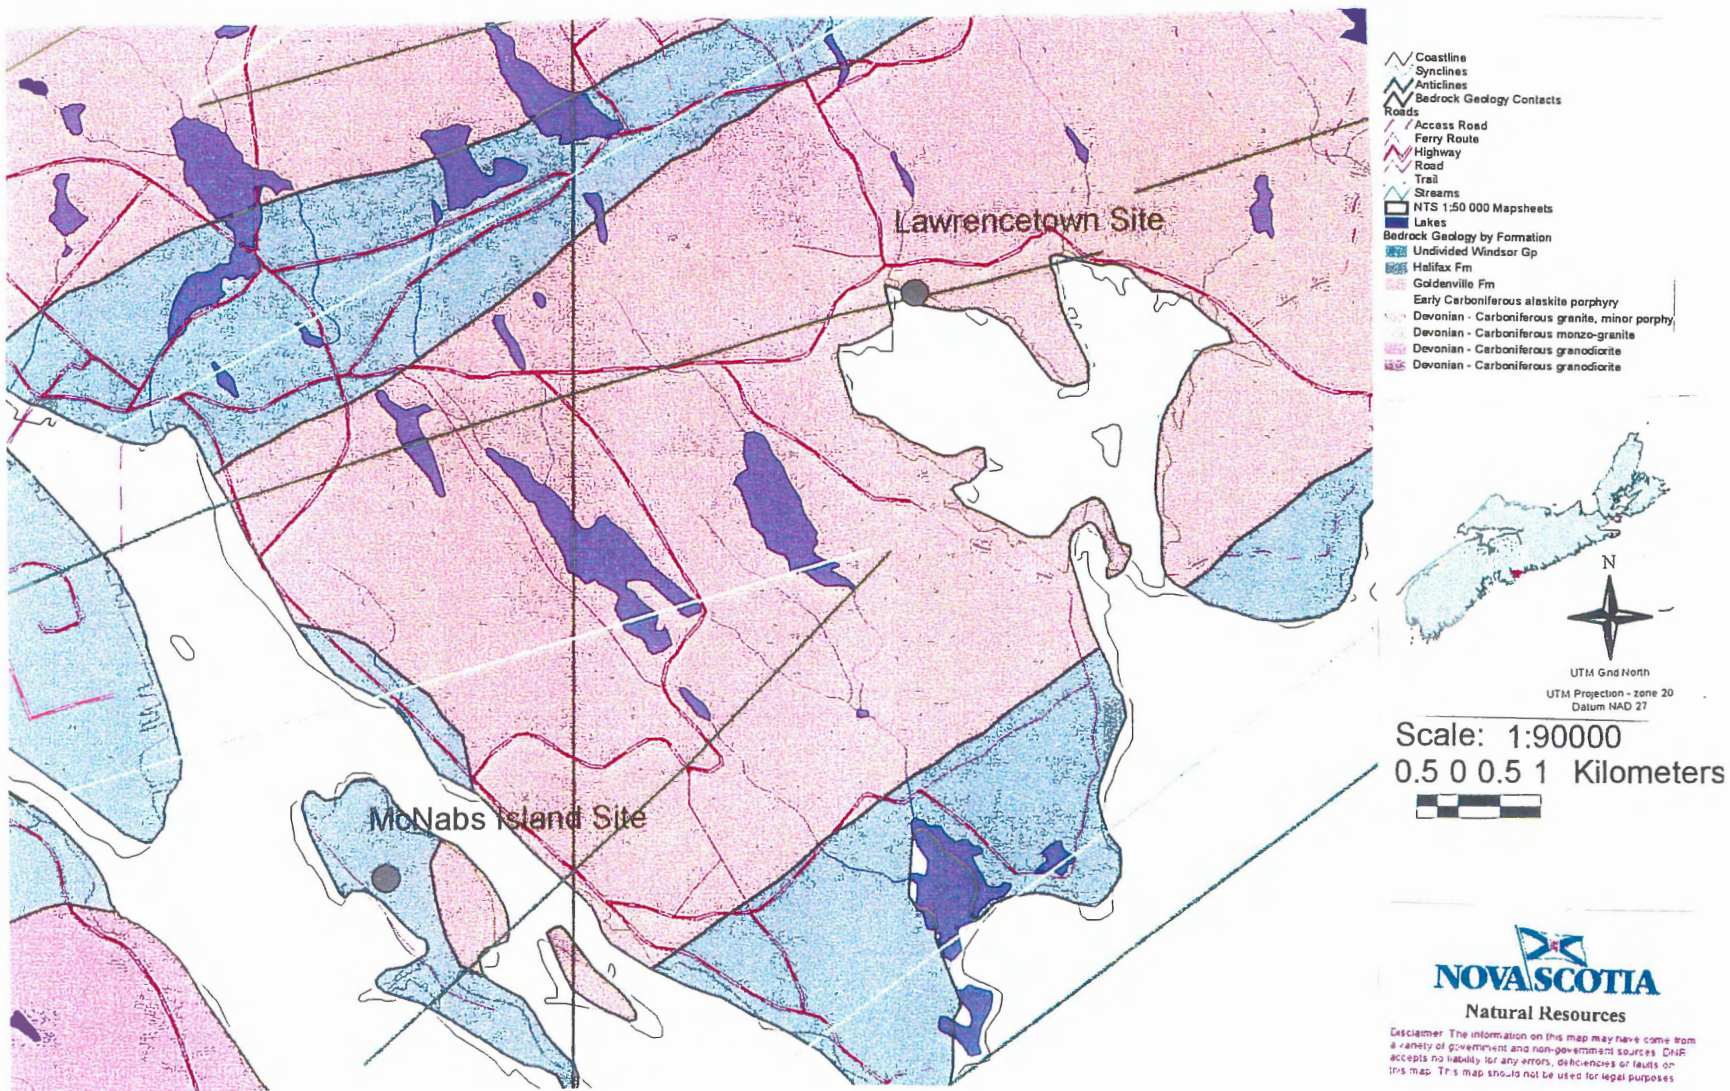 Lawrencetown Site
McNabs Island Site
Coastline
Synclines
Anticlines
Bedrock Geology Contacts
Roads
Access Road
Ferry Route
Highway
Road
Trail
Streams
NTS 1:50 000 Mapsheets
Lakes
Bedrock Geology by Formation
Undivided Windsor Gp
Halifax Fm
Goldenville Fm
Early Carboniferous alaskite porphyry
Devonian - Carboniferous granite, minor porphy
Devonian - Carboniferous monzo-granite
Devonian - Carboniferous granodiorite
Devonian - Carboniferous granodiorite
N
UTM Grid North
UTM Projection - zone 20
Datum NAD 27
Scale: 1:90000
0.5 0 0.5 1 Kilometers
NOVA SCOTIA
Natural Resources
Disclaimer: The information on this map may have come from
a variety of government and non-government sources. DNR
accepts no liability for any errors, deficiencies or faults on
this map. This map should not be used for legal purposes